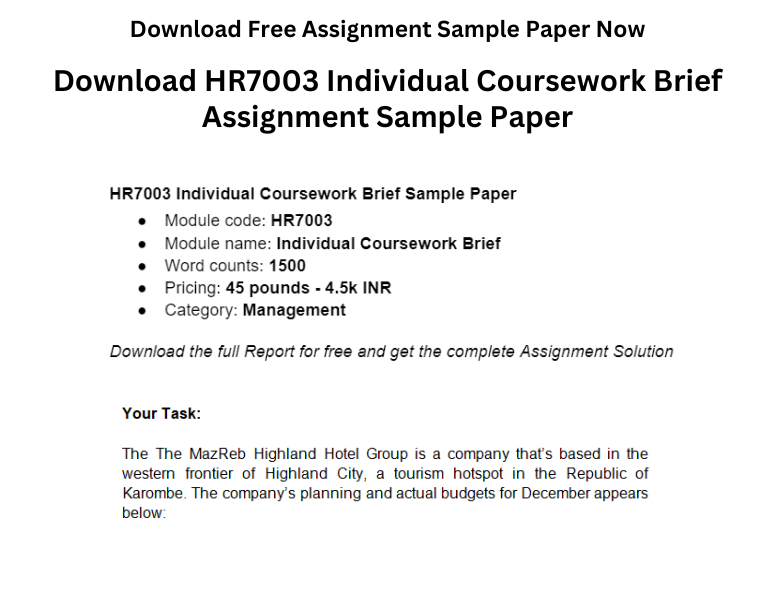 Download Free Assignment Sample Paper Now
Download HR7003 Individual Coursework Brief
Assignment Sample Paper
HR7003 Individual Coursework Brief Sample Paper
● Module code: HR7003
● Module name: Individual Coursework Brief
● Word counts: 1500
● Pricing: 45 pounds - 4.5k INR
● Category: Management
Download the full Report for free and get the complete Assignment Solution
Your Task:
The The MazReb Highland Hotel Group is a company that's based in the
western frontier of Highland City, a tourism hotspot in the Republic of
Karombe. The company's planning and actual budgets for December appears
below: